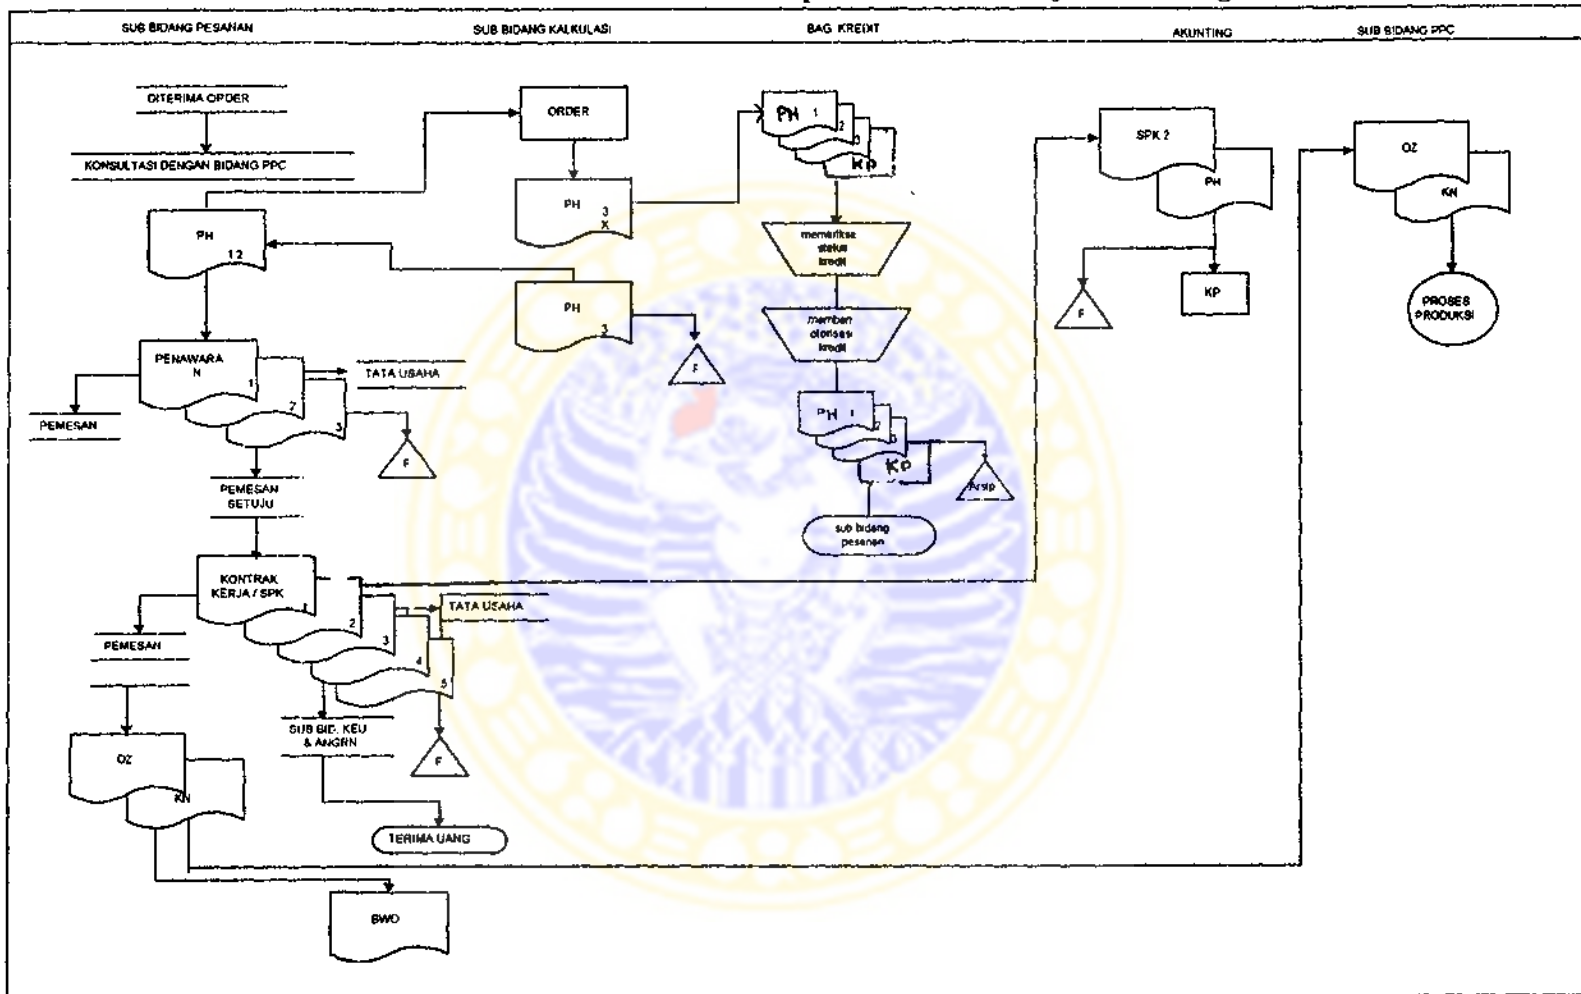 SUB BIDANG PESANAN
SUB BIDANG KALKULASI
BAG KREDIT
AKUNTING
SUB BIDANG PPC
DITERIMA ORDER
KONSULTASI DENGAN BIDANG PPC
PH
1 2
PENAWARA
N
1
2
3
TATA USAHA
PEMESAN
F
PEMESAN
SETUJU
KONTRAK
KERJA / SPK
1
2
3
4
5
TATA USAHA
PEMESAN
SUB BID. KEU
& ANGRN
F
OZ
KN
TERIMA UANG
BWO
ORDER
PH
3
X
PH
3
F
PH 1
2
3
KP
memeriksa
status
kredit
memberi
otorisasi
kredit
PH 1
2
3
KP
Arsip
sub bidang
pesanan
SPK 2
PH
F
KP
OZ
KN
PROSES
PRODUKSI